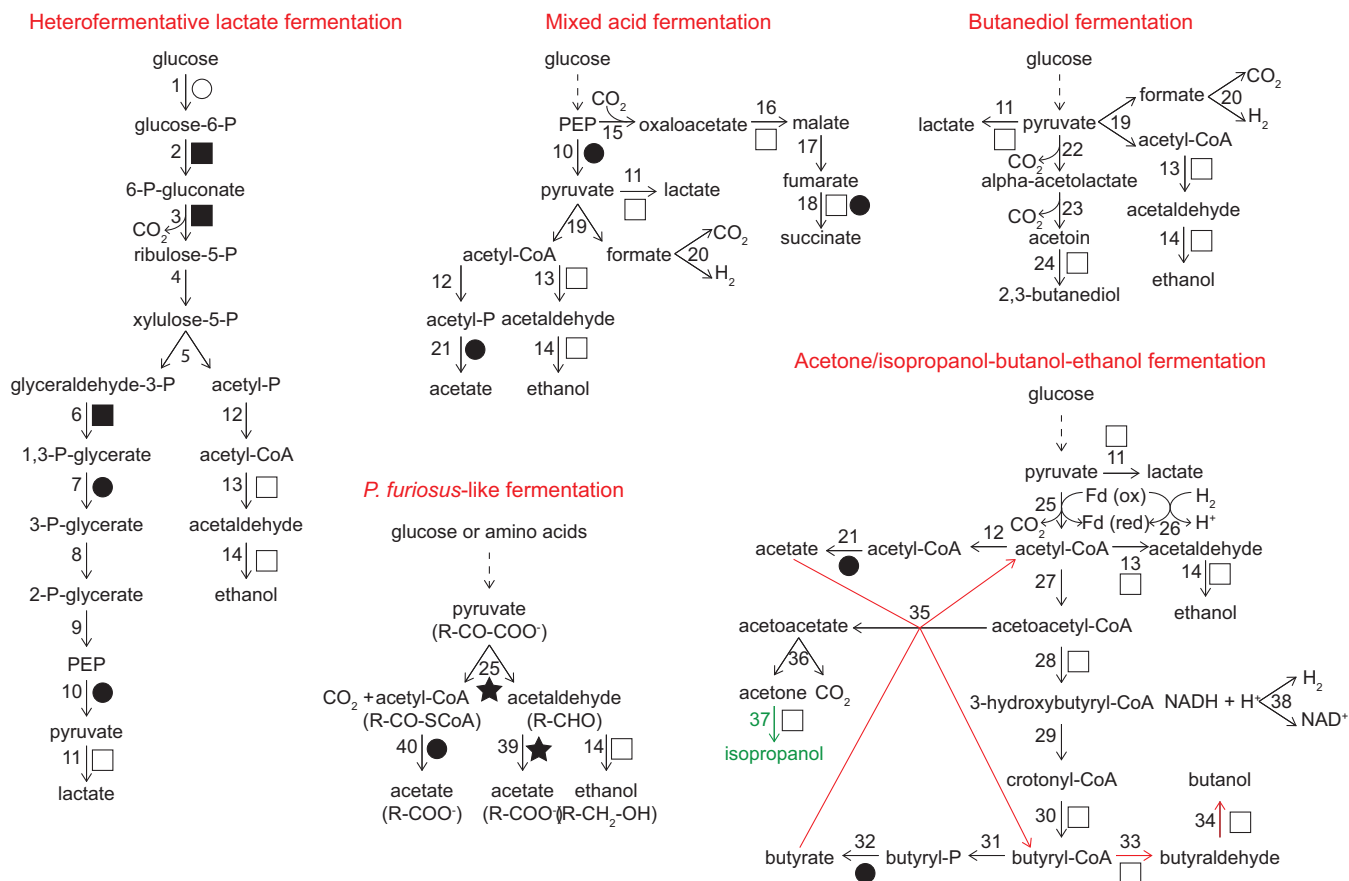 Heterofermentative lactate fermentation
glucose
1
glucose-6-P
2
6-P-gluconate
3
CO2
ribulose-5-P
4
xylulose-5-P
5
glyceraldehyde-3-P
acetyl-P
6
12
1,3-P-glycerate
acetyl-CoA
7
13
3-P-glycerate
acetaldehyde
8
14
2-P-glycerate
ethanol
9
PEP
10
pyruvate
11
lactate
Mixed acid fermentation
glucose
CO2
16
PEP
15
oxaloacetate
malate
10
17
11
pyruvate
lactate
fumarate
19
18
succinate
acetyl-CoA
formate
20
CO2
H2
12
13
acetyl-P
acetaldehyde
21
14
acetate
ethanol
Butanediol fermentation
glucose
formate
20
CO2
H2
11
lactate
pyruvate
19
CO2
22
acetyl-CoA
13
alpha-acetolactate
CO2
23
acetaldehyde
acetoin
14
24
ethanol
2,3-butanediol
P. furiosus-like fermentation
glucose or amino acids
pyruvate
(R-CO-COO-)
25
CO2 + acetyl-CoA
acetaldehyde
(R-CO-SCoA)
(R-CHO)
40
39
14
acetate
acetate
ethanol
(R-COO-)
(R-COO-)
(R-CH2-OH)
Acetone/isopropanol-butanol-ethanol fermentation
glucose
11
pyruvate
lactate
25
Fd (ox)
H2
CO2
Fd (red)
26
H+
21
12
acetate
acetyl-CoA
acetyl-CoA
acetaldehyde
13
27
14
ethanol
35
acetoacetate
acetoacetyl-CoA
36
28
acetone
CO2
3-hydroxybutyryl-CoA
NADH + H+
38
H2
NAD+
37
29
isopropanol
crotonyl-CoA
butanol
30
34
32
31
33
butyrate
butyryl-P
butyryl-CoA
butyraldehyde